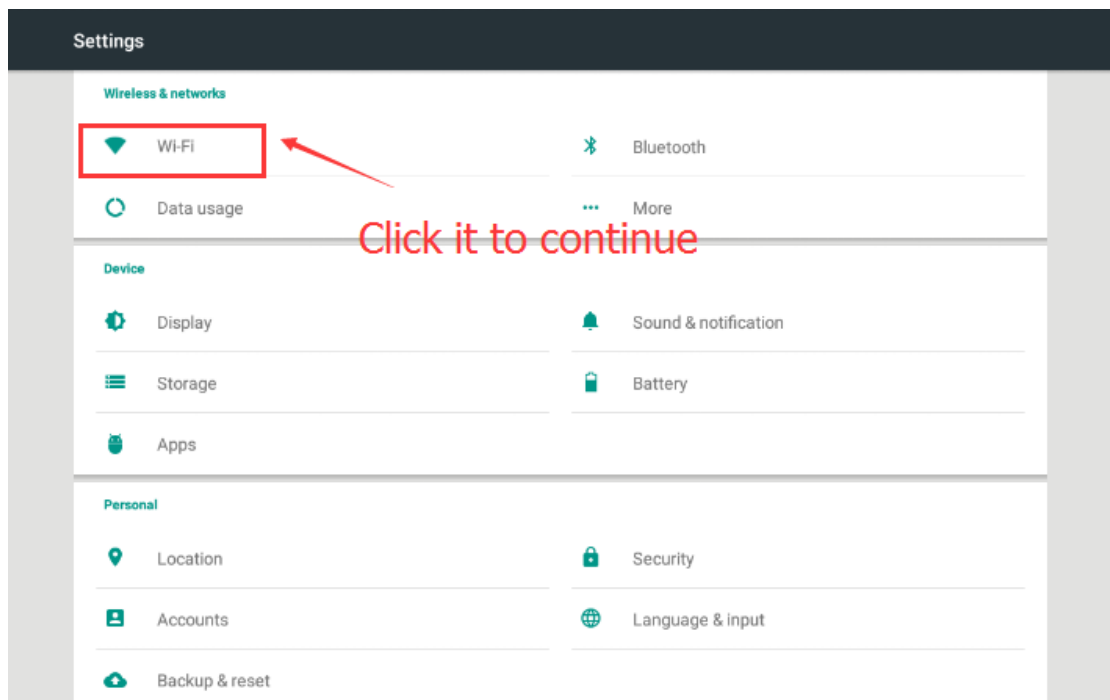 Settings
Wireless & networks
Wi-Fi
Bluetooth
Data usage
More
Click it to continue
Device
Display
Sound & notification
Storage
Battery
Apps
Personal
Location
Security
Accounts
Language & input
Backup & reset